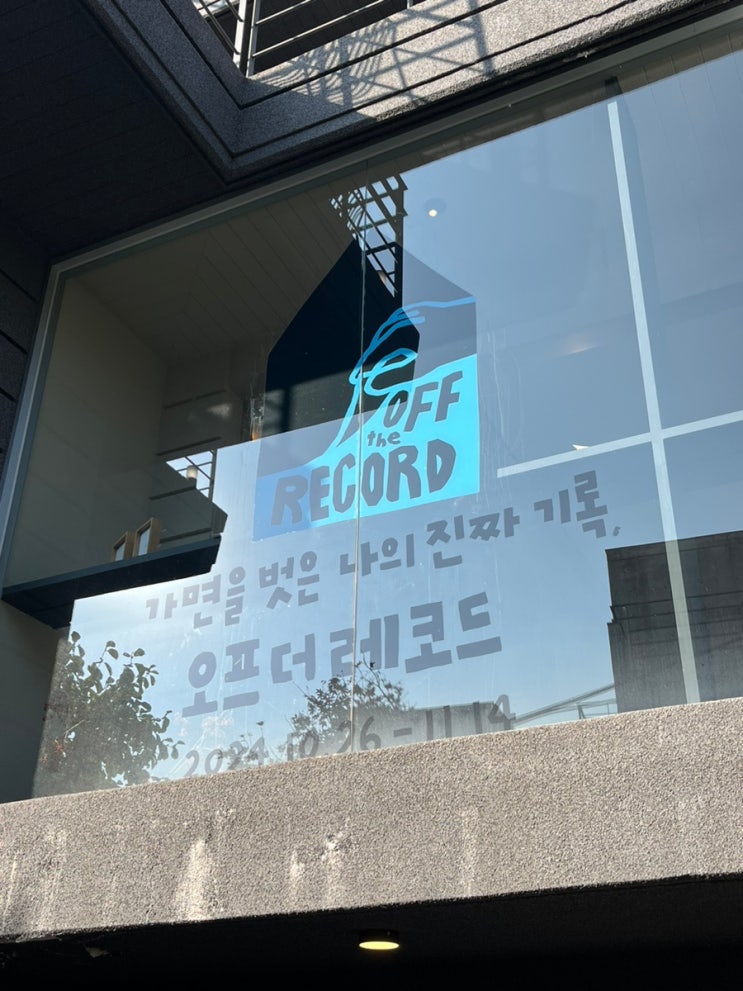 OFF
the
RECORD
가면을 벗은 나의 진짜 기록,
오프 더 레코드
2024.10.26 - 11.14